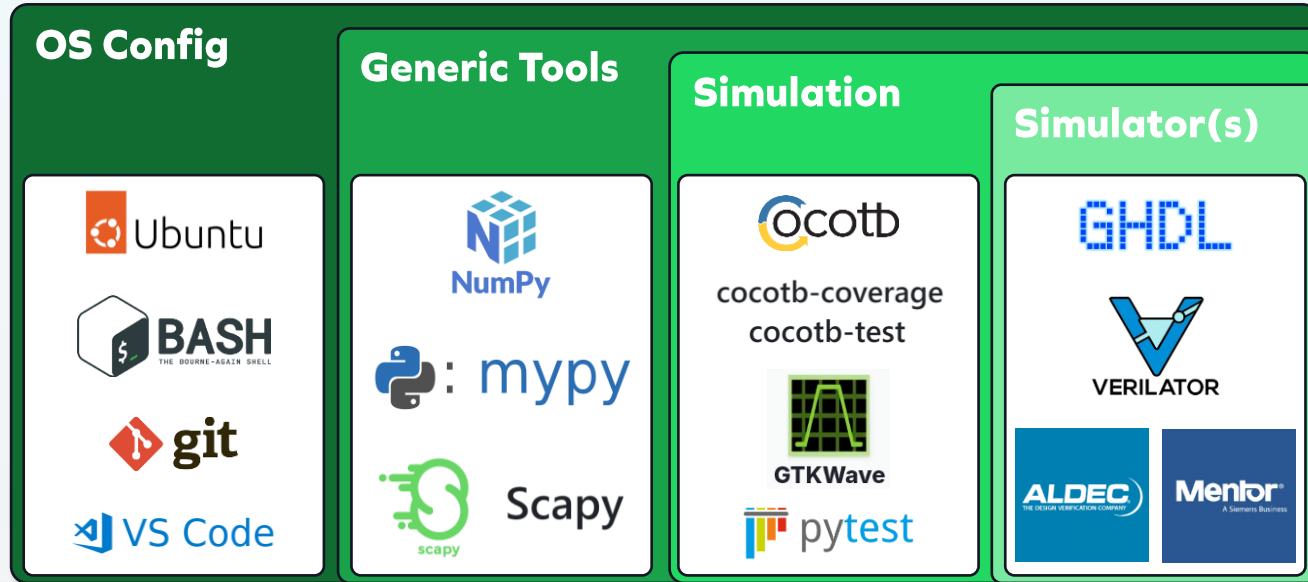 OS Config
Ubuntu
$_
BASH
THE BOURNE-AGAIN SHELL
git
VS Code
Generic Tools
N
NumPy
: mypy
S
Scapy
scapy
Simulation
cocotb
cocotb-coverage
cocotb-test
GTKWave
pytest
Simulator(s)
GHDL
V
VERILATOR
ALDEC
THE DESIGN VERIFICATION COMPANY
Mentor®
A Siemens Business